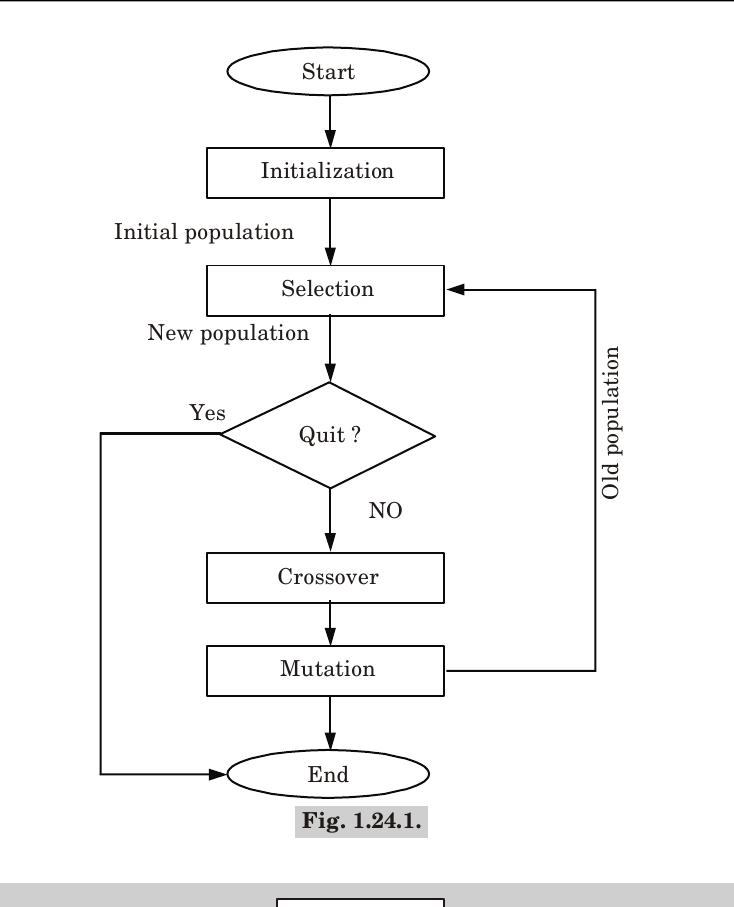 Start
Initialization
Initial population
Selection
New population
Yes
Quit ?
Old population
NO
Crossover
Mutation
End
Fig. 1.24.1.